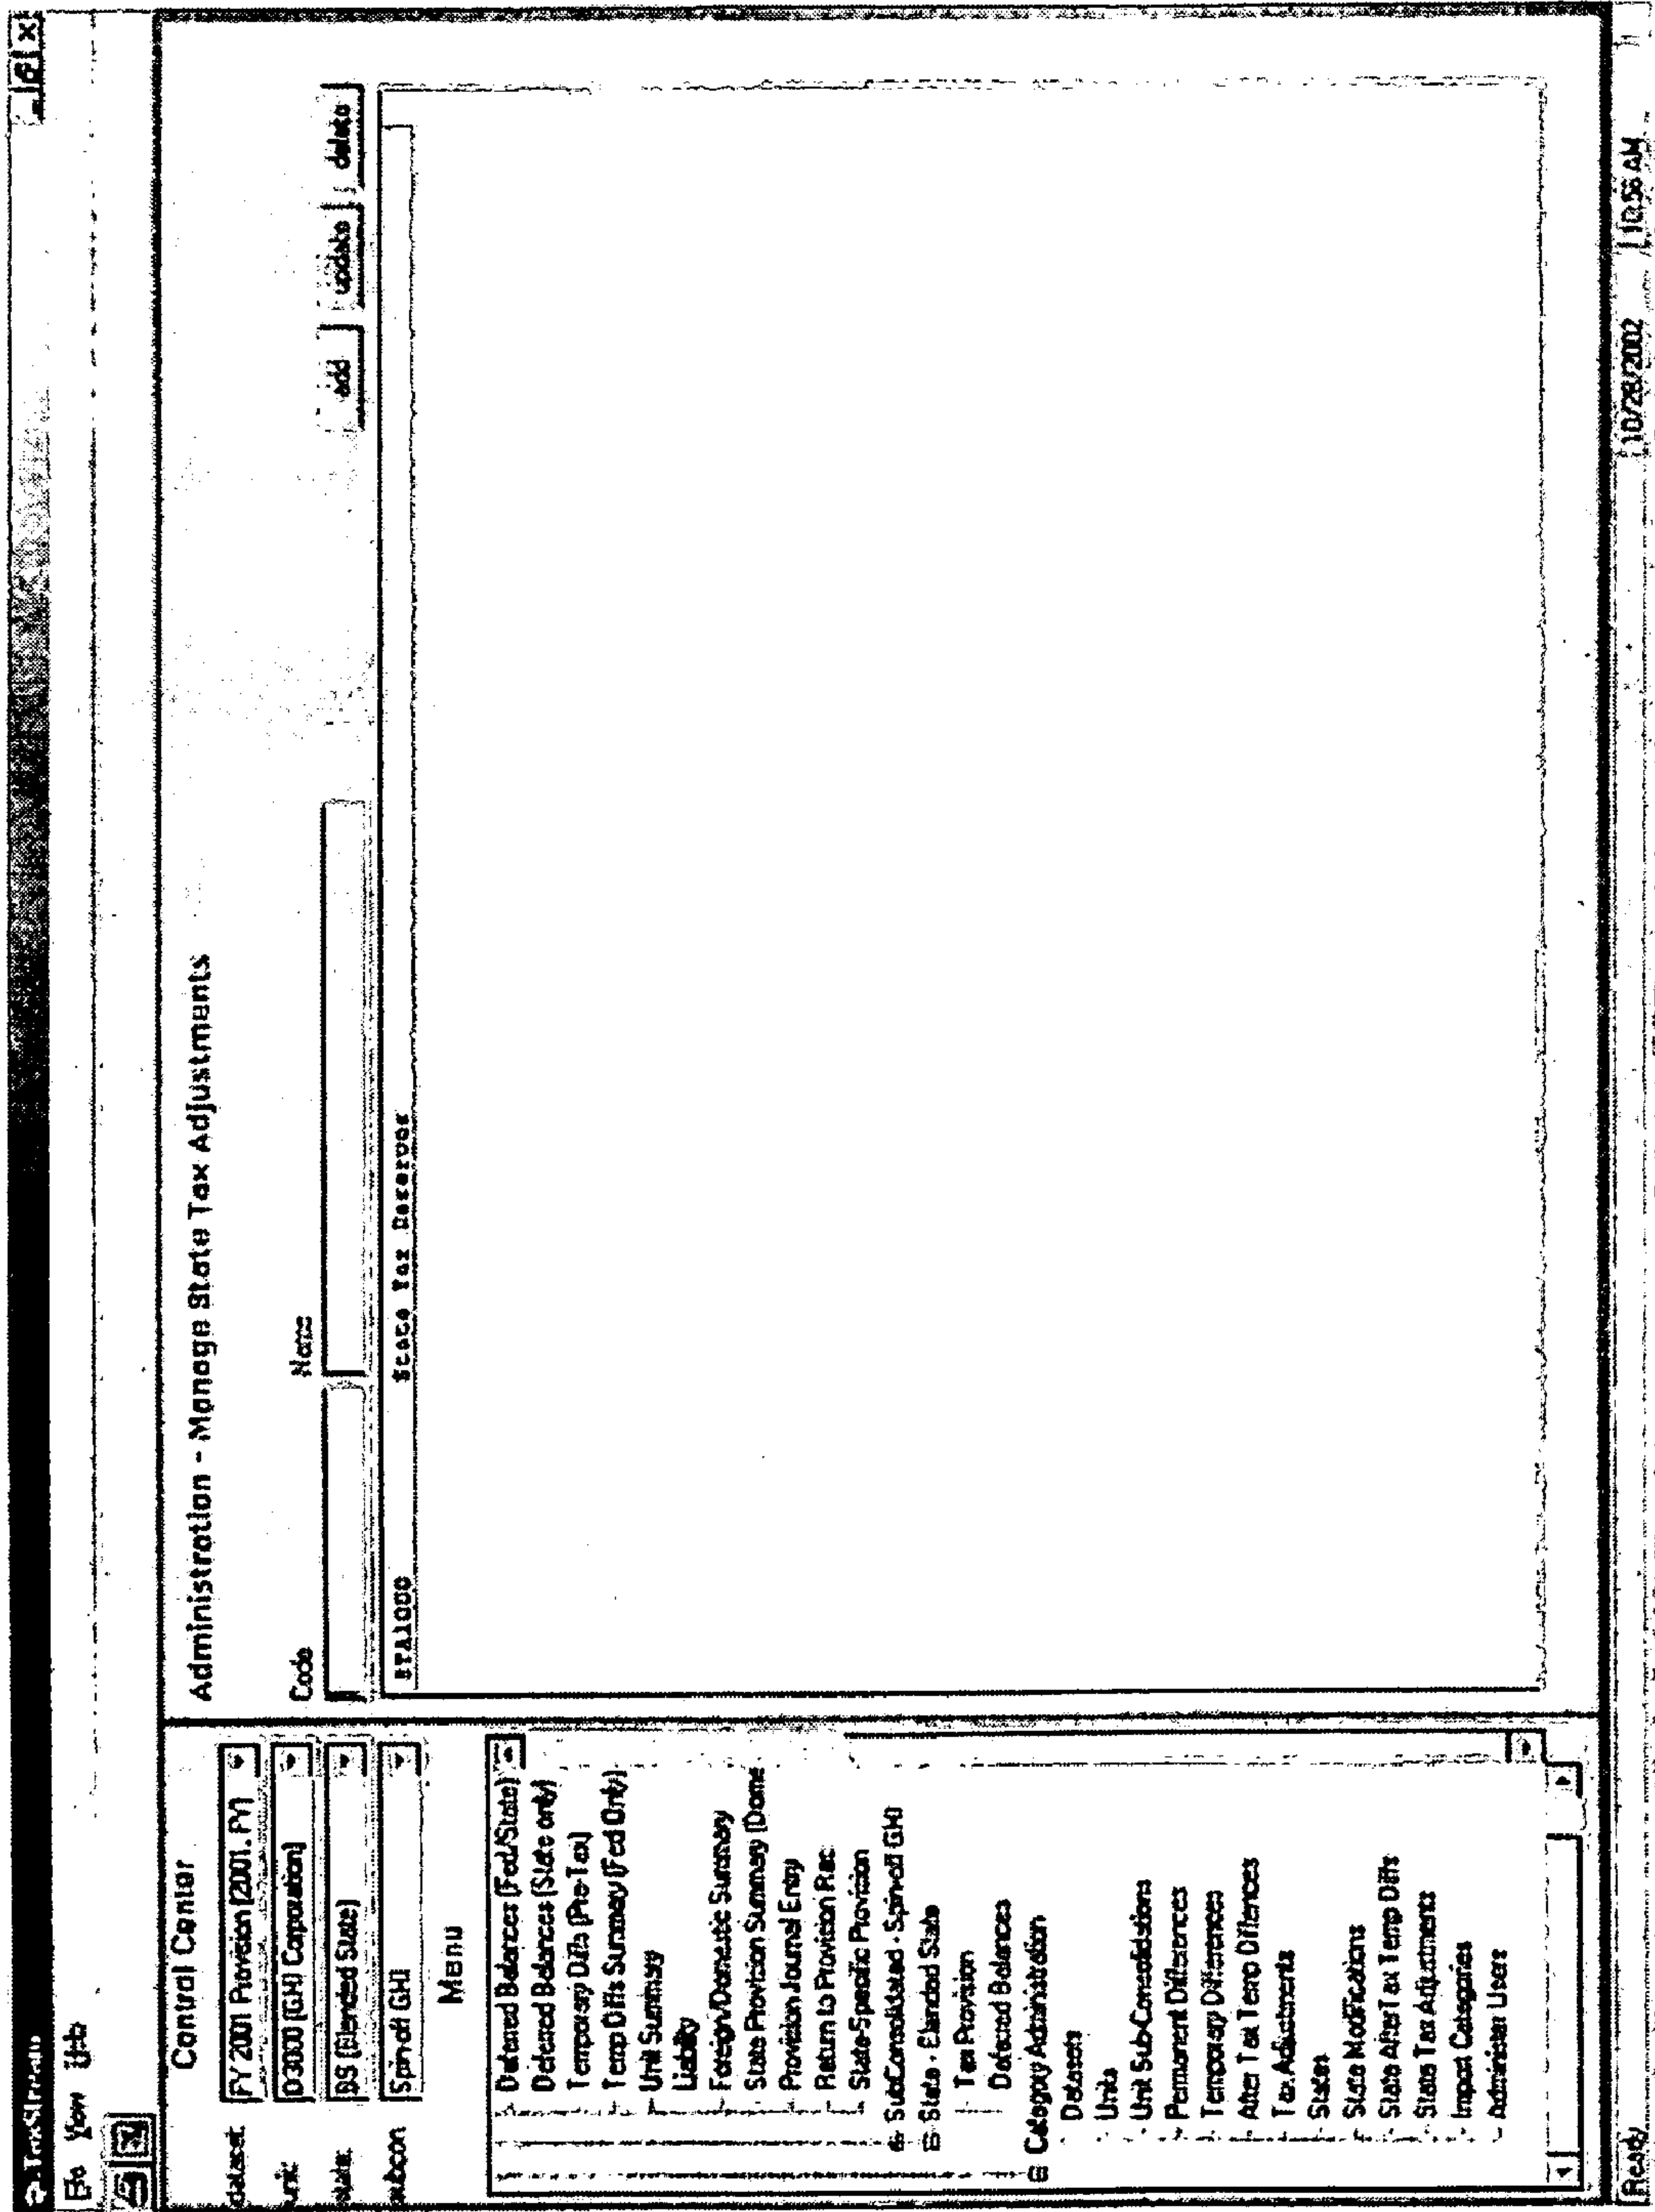 TaxStream
File View Help
Control Center
dataset: FY 2001 Provision (2001, PY)
unit: 03000 (GHI Corporation)
state: BS (Blended State)
subcon Spin-off GHI
Menu
Deferred Balances (Fed/State)
Deferred Balances (State only)
Temporary Diffs (Pre-Tax)
Temp Diffs Summary (Fed Only)
Unit Summary
Liability
Foreign/Domestic Summary
State Provision Summary (Dome
Provision Journal Entry
Return to Provision Rec
State-Specific Provision
SubConsolidated - Spin-off GHI
State - Blended State
Tax Provision
Deferred Balances
Category Administration
Datasets
Units
Unit Sub-Consolidations
Permanent Differences
Temporary Differences
After Tax Temp Diffences
Tax Adjustments
States
State Modifications
State After Tax Temp Diffs
State Tax Adjustments
Import Categories
Administer Users
Administration - Manage State Tax Adjustments
Code Name
add update delete
STA1000 State Tax Reserves
Ready 10/28/2002 10:56 AM